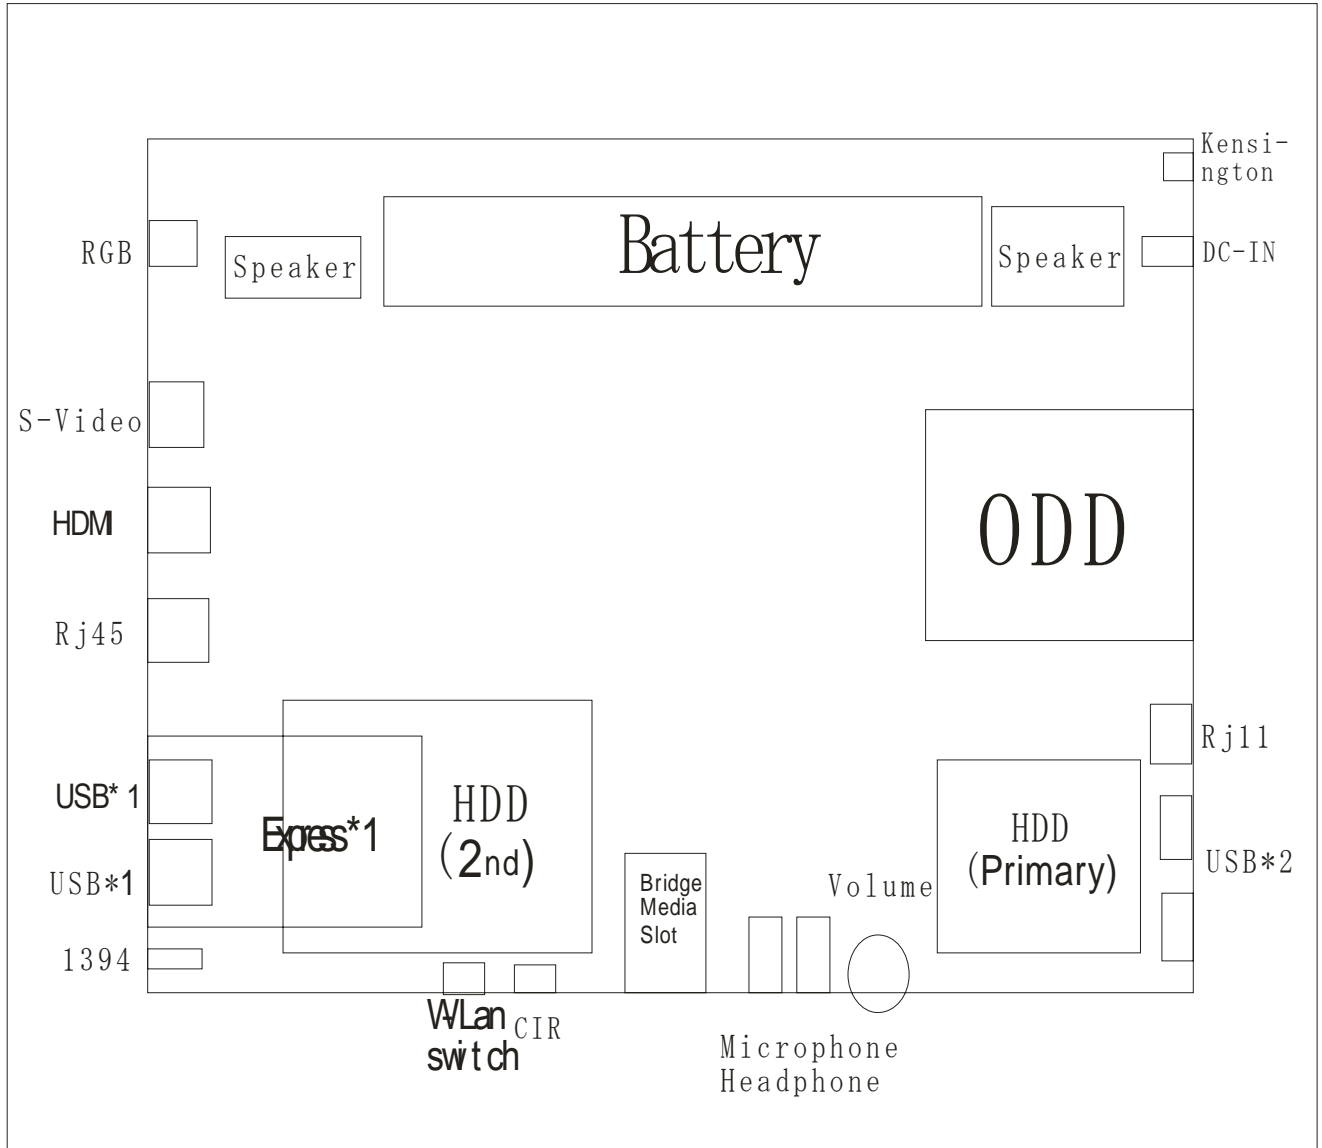 Kensi-
ngton
RGB
Speaker
Battery
Speaker
DC-IN
S-Video
HDMI
ODD
Rj45
Rj11
USB* 1
HDD
(2nd)
Express*1
HDD
(Primary)
USB*2
USB*1
Bridge
Media
Slot
Volume
1394
W-Lan
switch
CIR
Microphone
Headphone